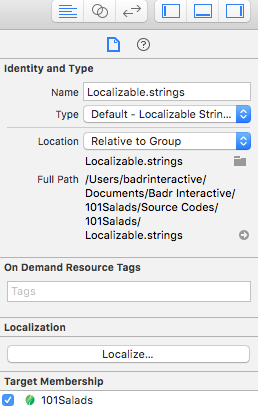 Identity and Type
Name Localizable.strings
Type Default - Localizable Strin...
Location Relative to Group
Localizable.strings
Full Path /Users/badrinteractive/
Documents/Badr Interactive/
101Salads/Source Codes/
101Salads/
Localizable.strings
On Demand Resource Tags
Tags
Localization
Localize...
Target Membership
101Salads